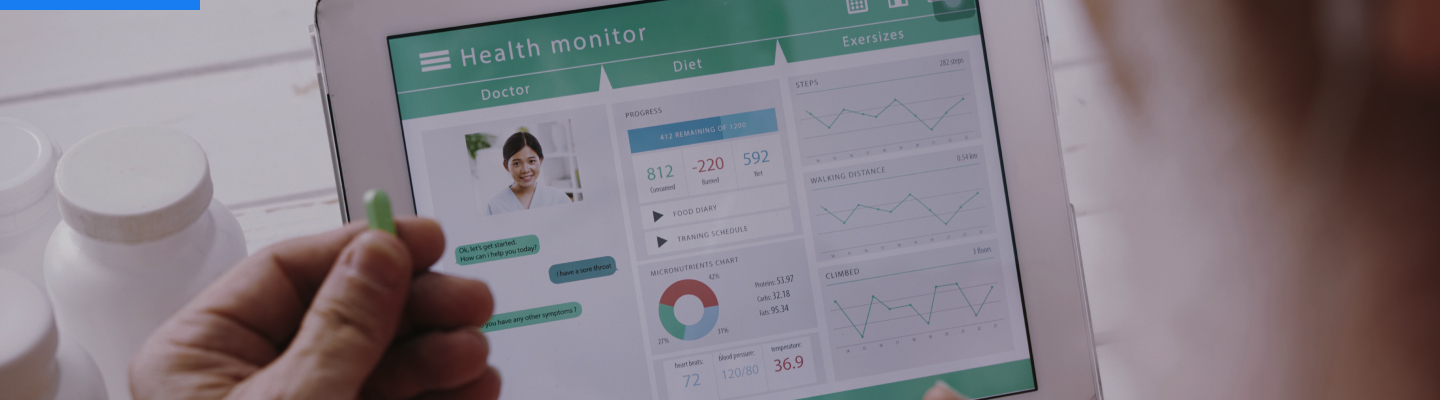 Health monitor
Doctor
Diet
Exersizes
Ok, let's get started.
How can i help you today?
I have a sore throat
you have any other symptoms ?
PROGRESS
412 REMAINING OF 1200
812
-220
592
Consumed
Burned
Net
FOOD DIARY
TRANING SCHEDULE
MICRONUTRIENTS CHART
42%
31%
27%
Proteins: 53.97
Carbs: 32.18
Fats: 95.34
heart beats:
blood pressure:
temperature:
72
120/80
36.9
STEPS
282 steps
WALKING DISTANCE
0.34 km
CLIMBED
3 floors